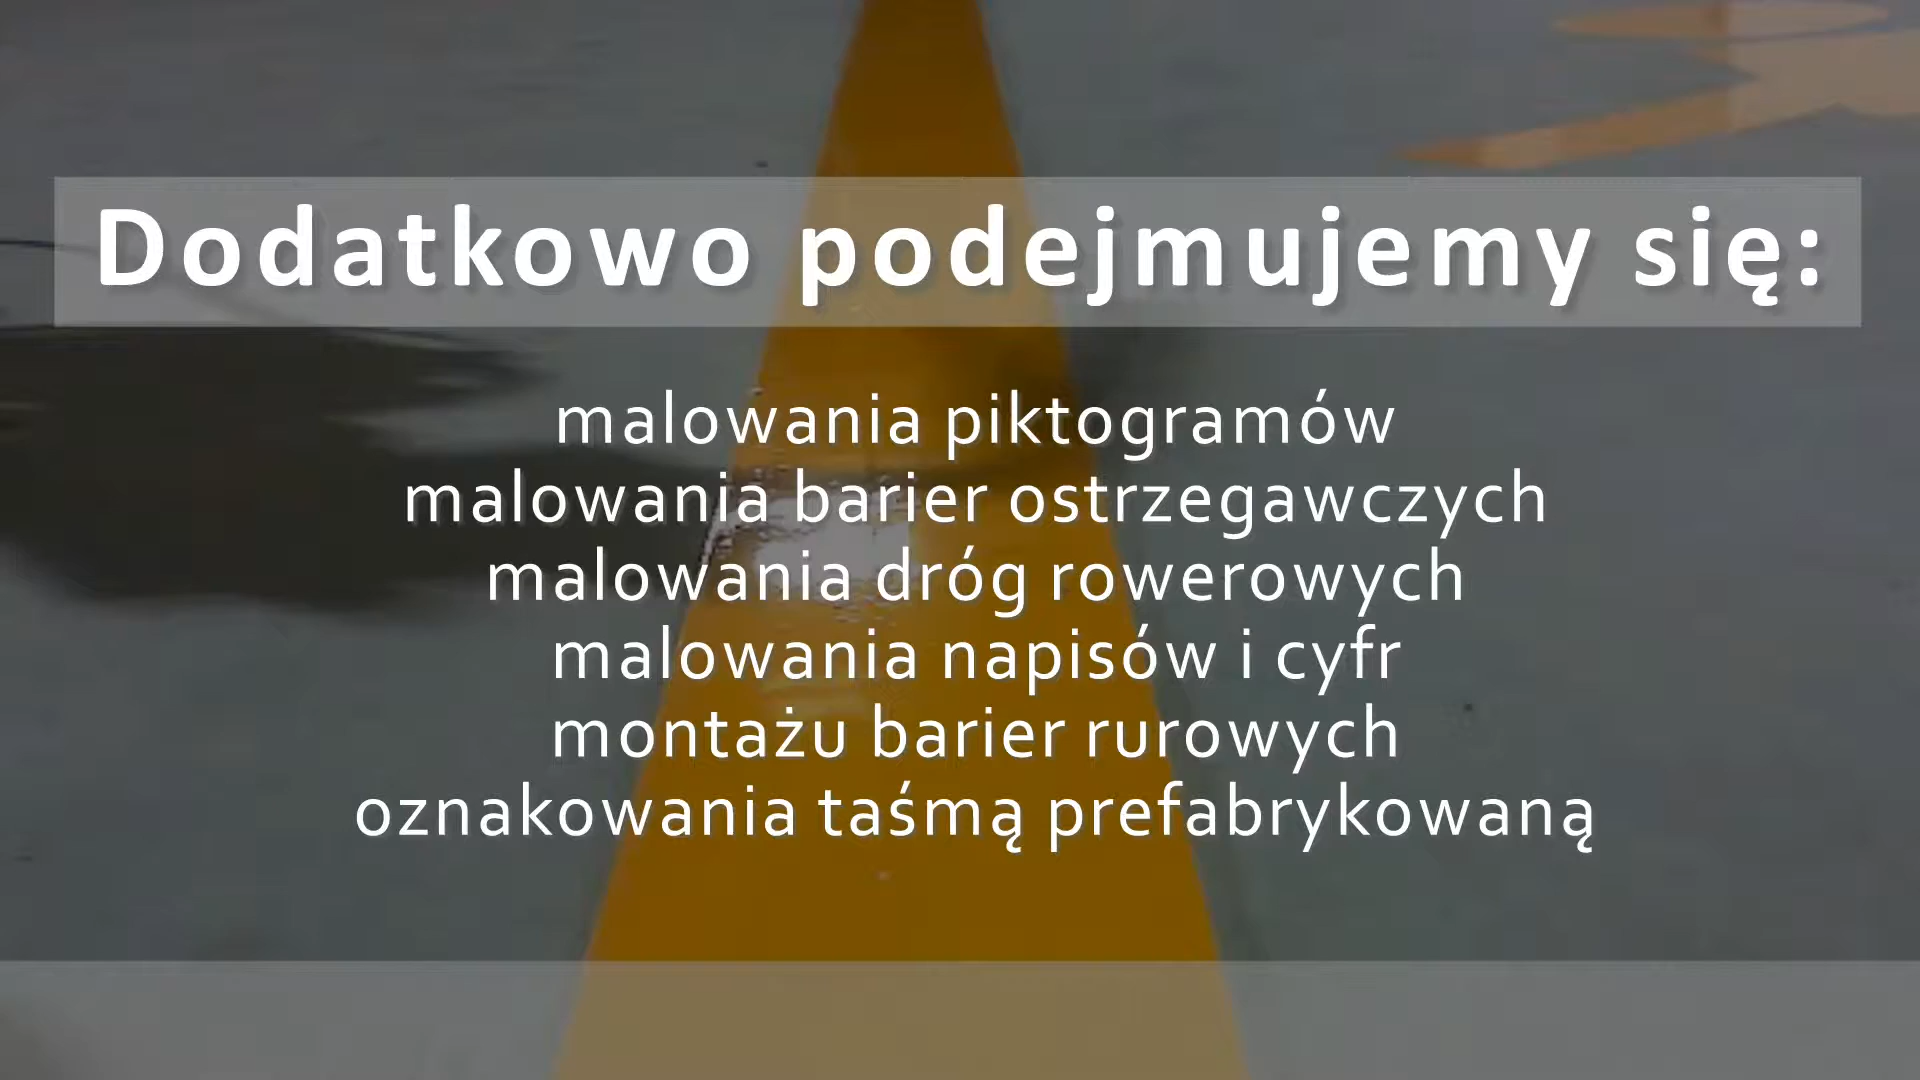 Dodatkowo podejmujemy się:
malowania piktogramów
malowania barier ostrzegawczych
malowania dróg rowerowych
malowania napisów i cyfr
montażu barier rurowych
oznakowania taśmą prefabrykowaną